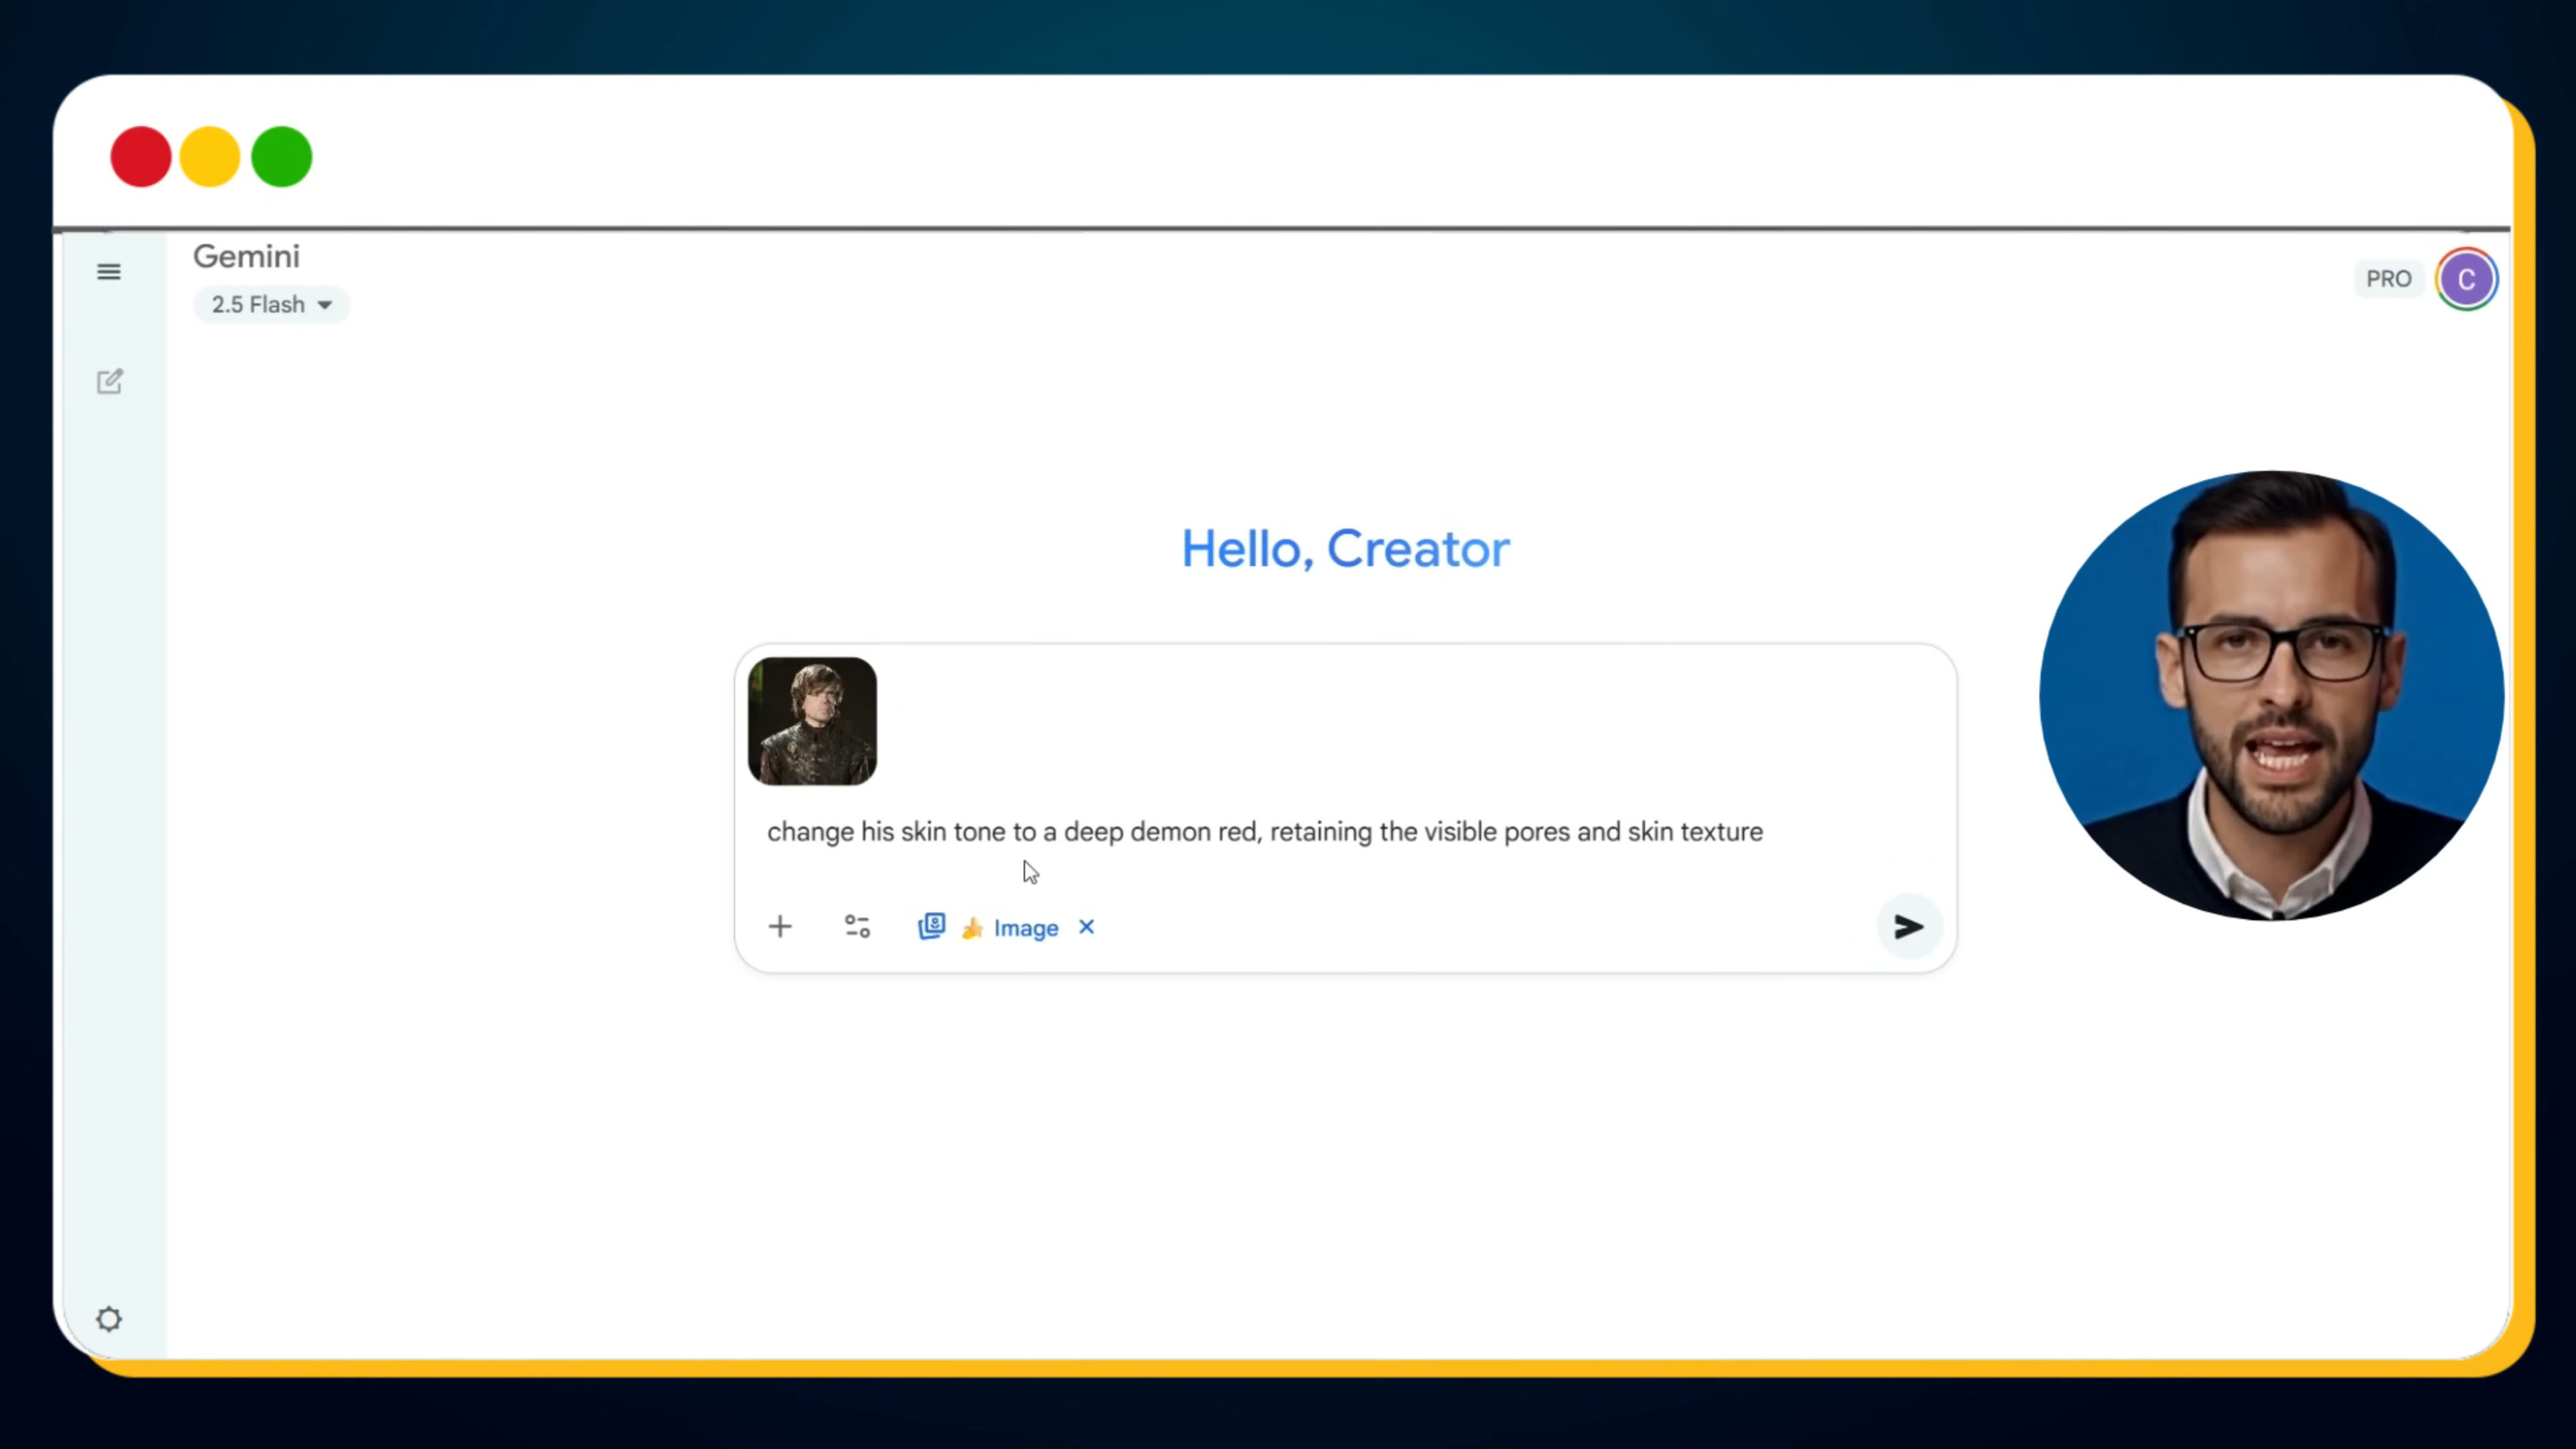 Gemini
2.5 Flash
PRO
C
Hello, Creator
change his skin tone to a deep demon red, retaining the visible pores and skin texture
Image